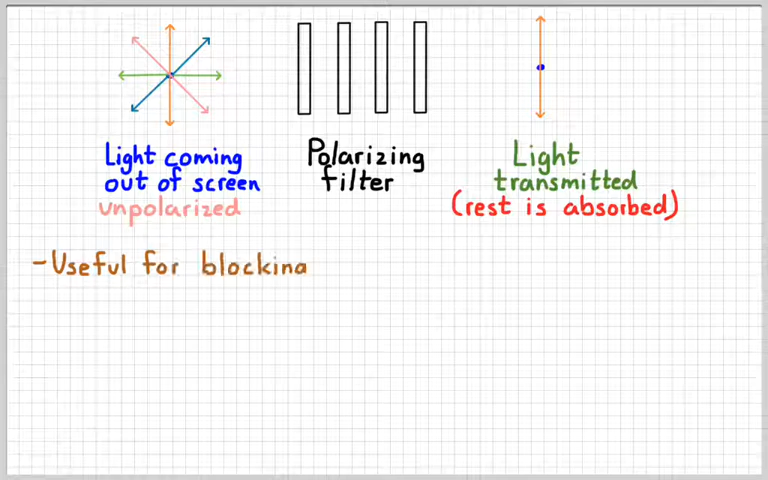 Light coming
out of screen
unpolarized
Polarizing
filter
Light
transmitted
(rest is absorbed)
-Useful for blockina